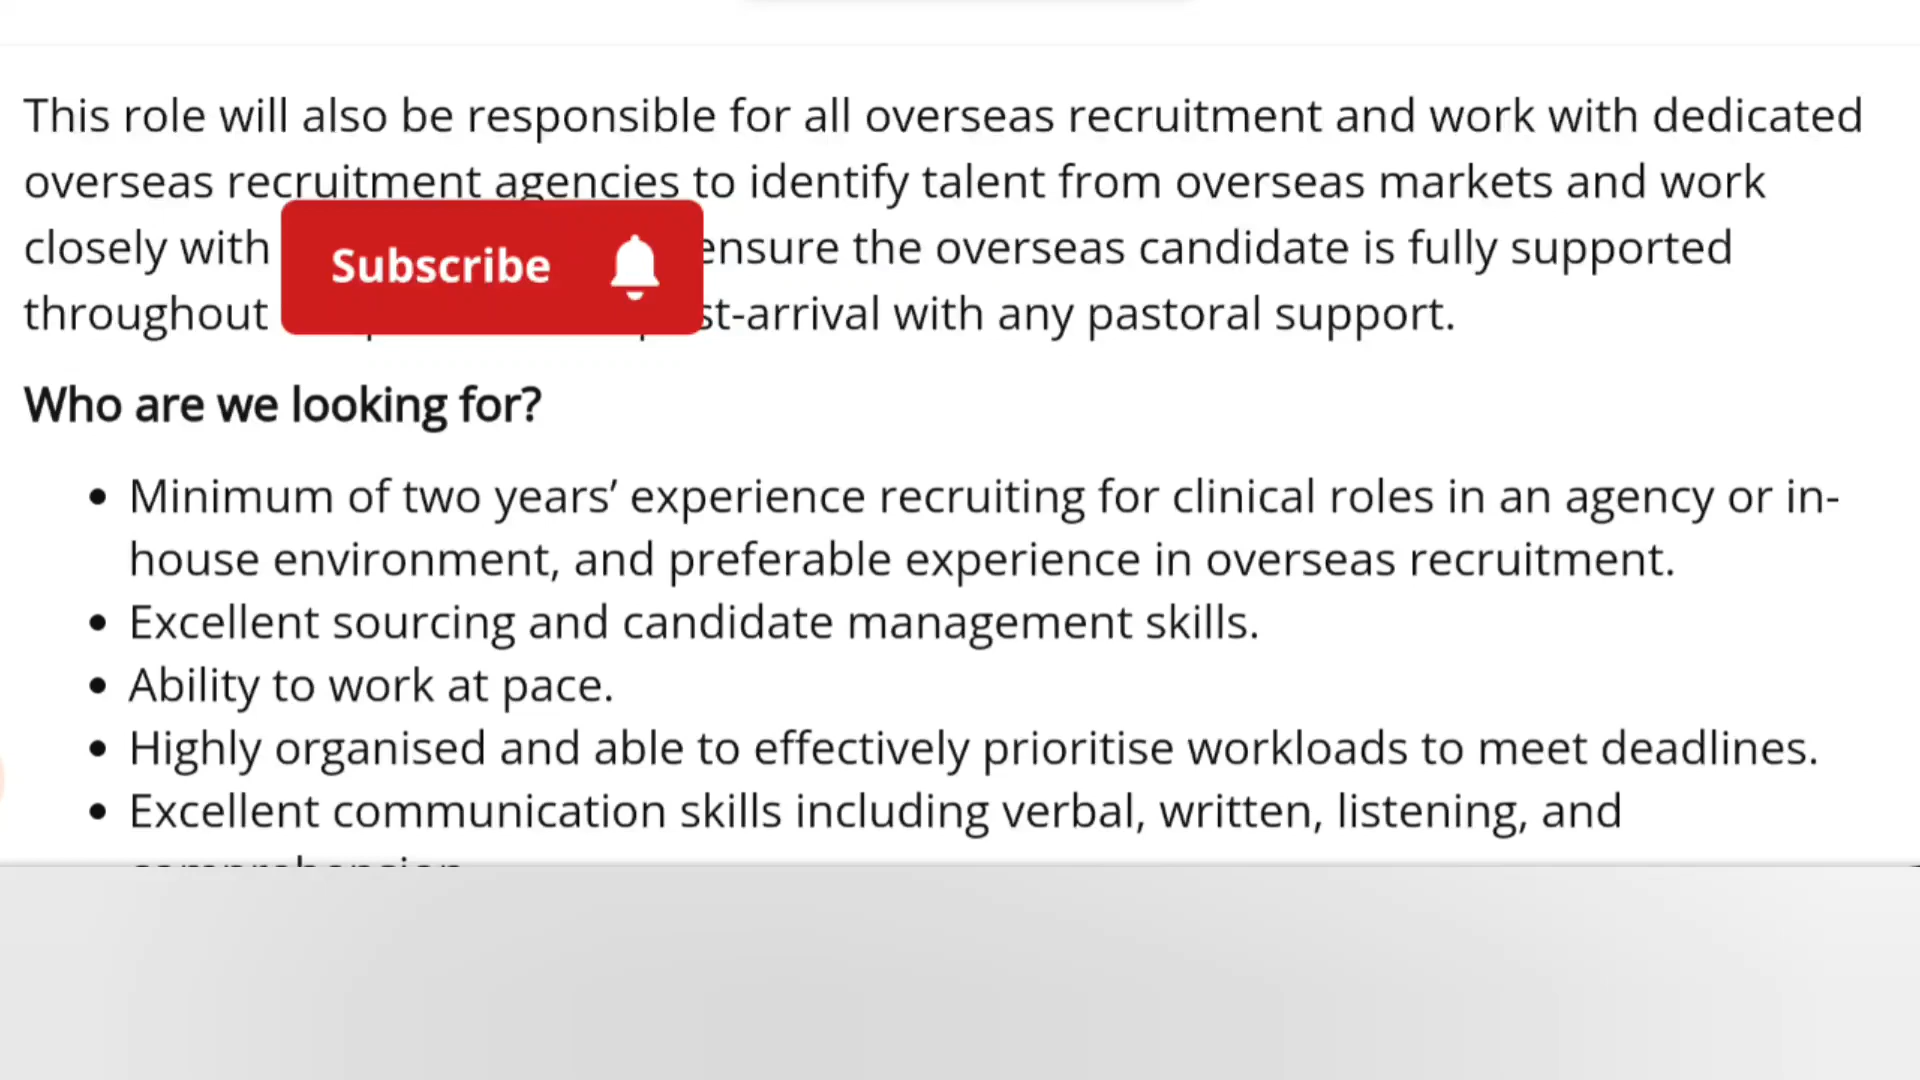 This role will also be responsible for all overseas recruitment and work with dedicated
overseas recruitment agencies to identify talent from overseas markets and work
closely with ensure the overseas candidate is fully supported
throughout st-arrival with any pastoral support.
Subscribe
Who are we looking for?
• Minimum of two years’ experience recruiting for clinical roles in an agency or in-
house environment, and preferable experience in overseas recruitment.
• Excellent sourcing and candidate management skills.
• Ability to work at pace.
• Highly organised and able to effectively prioritise workloads to meet deadlines.
• Excellent communication skills including verbal, written, listening, and